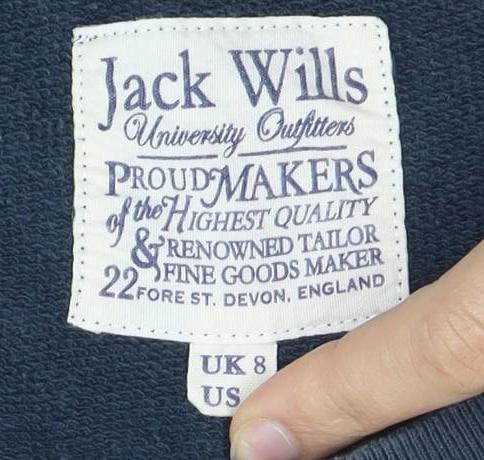 Jack Wills
University Outfitters
PROUD MAKERS
of the HIGHEST QUALITY
& RENOWNED TAILOR
FINE GOODS MAKER
22 FORE ST. DEVON, ENGLAND
UK 8
US